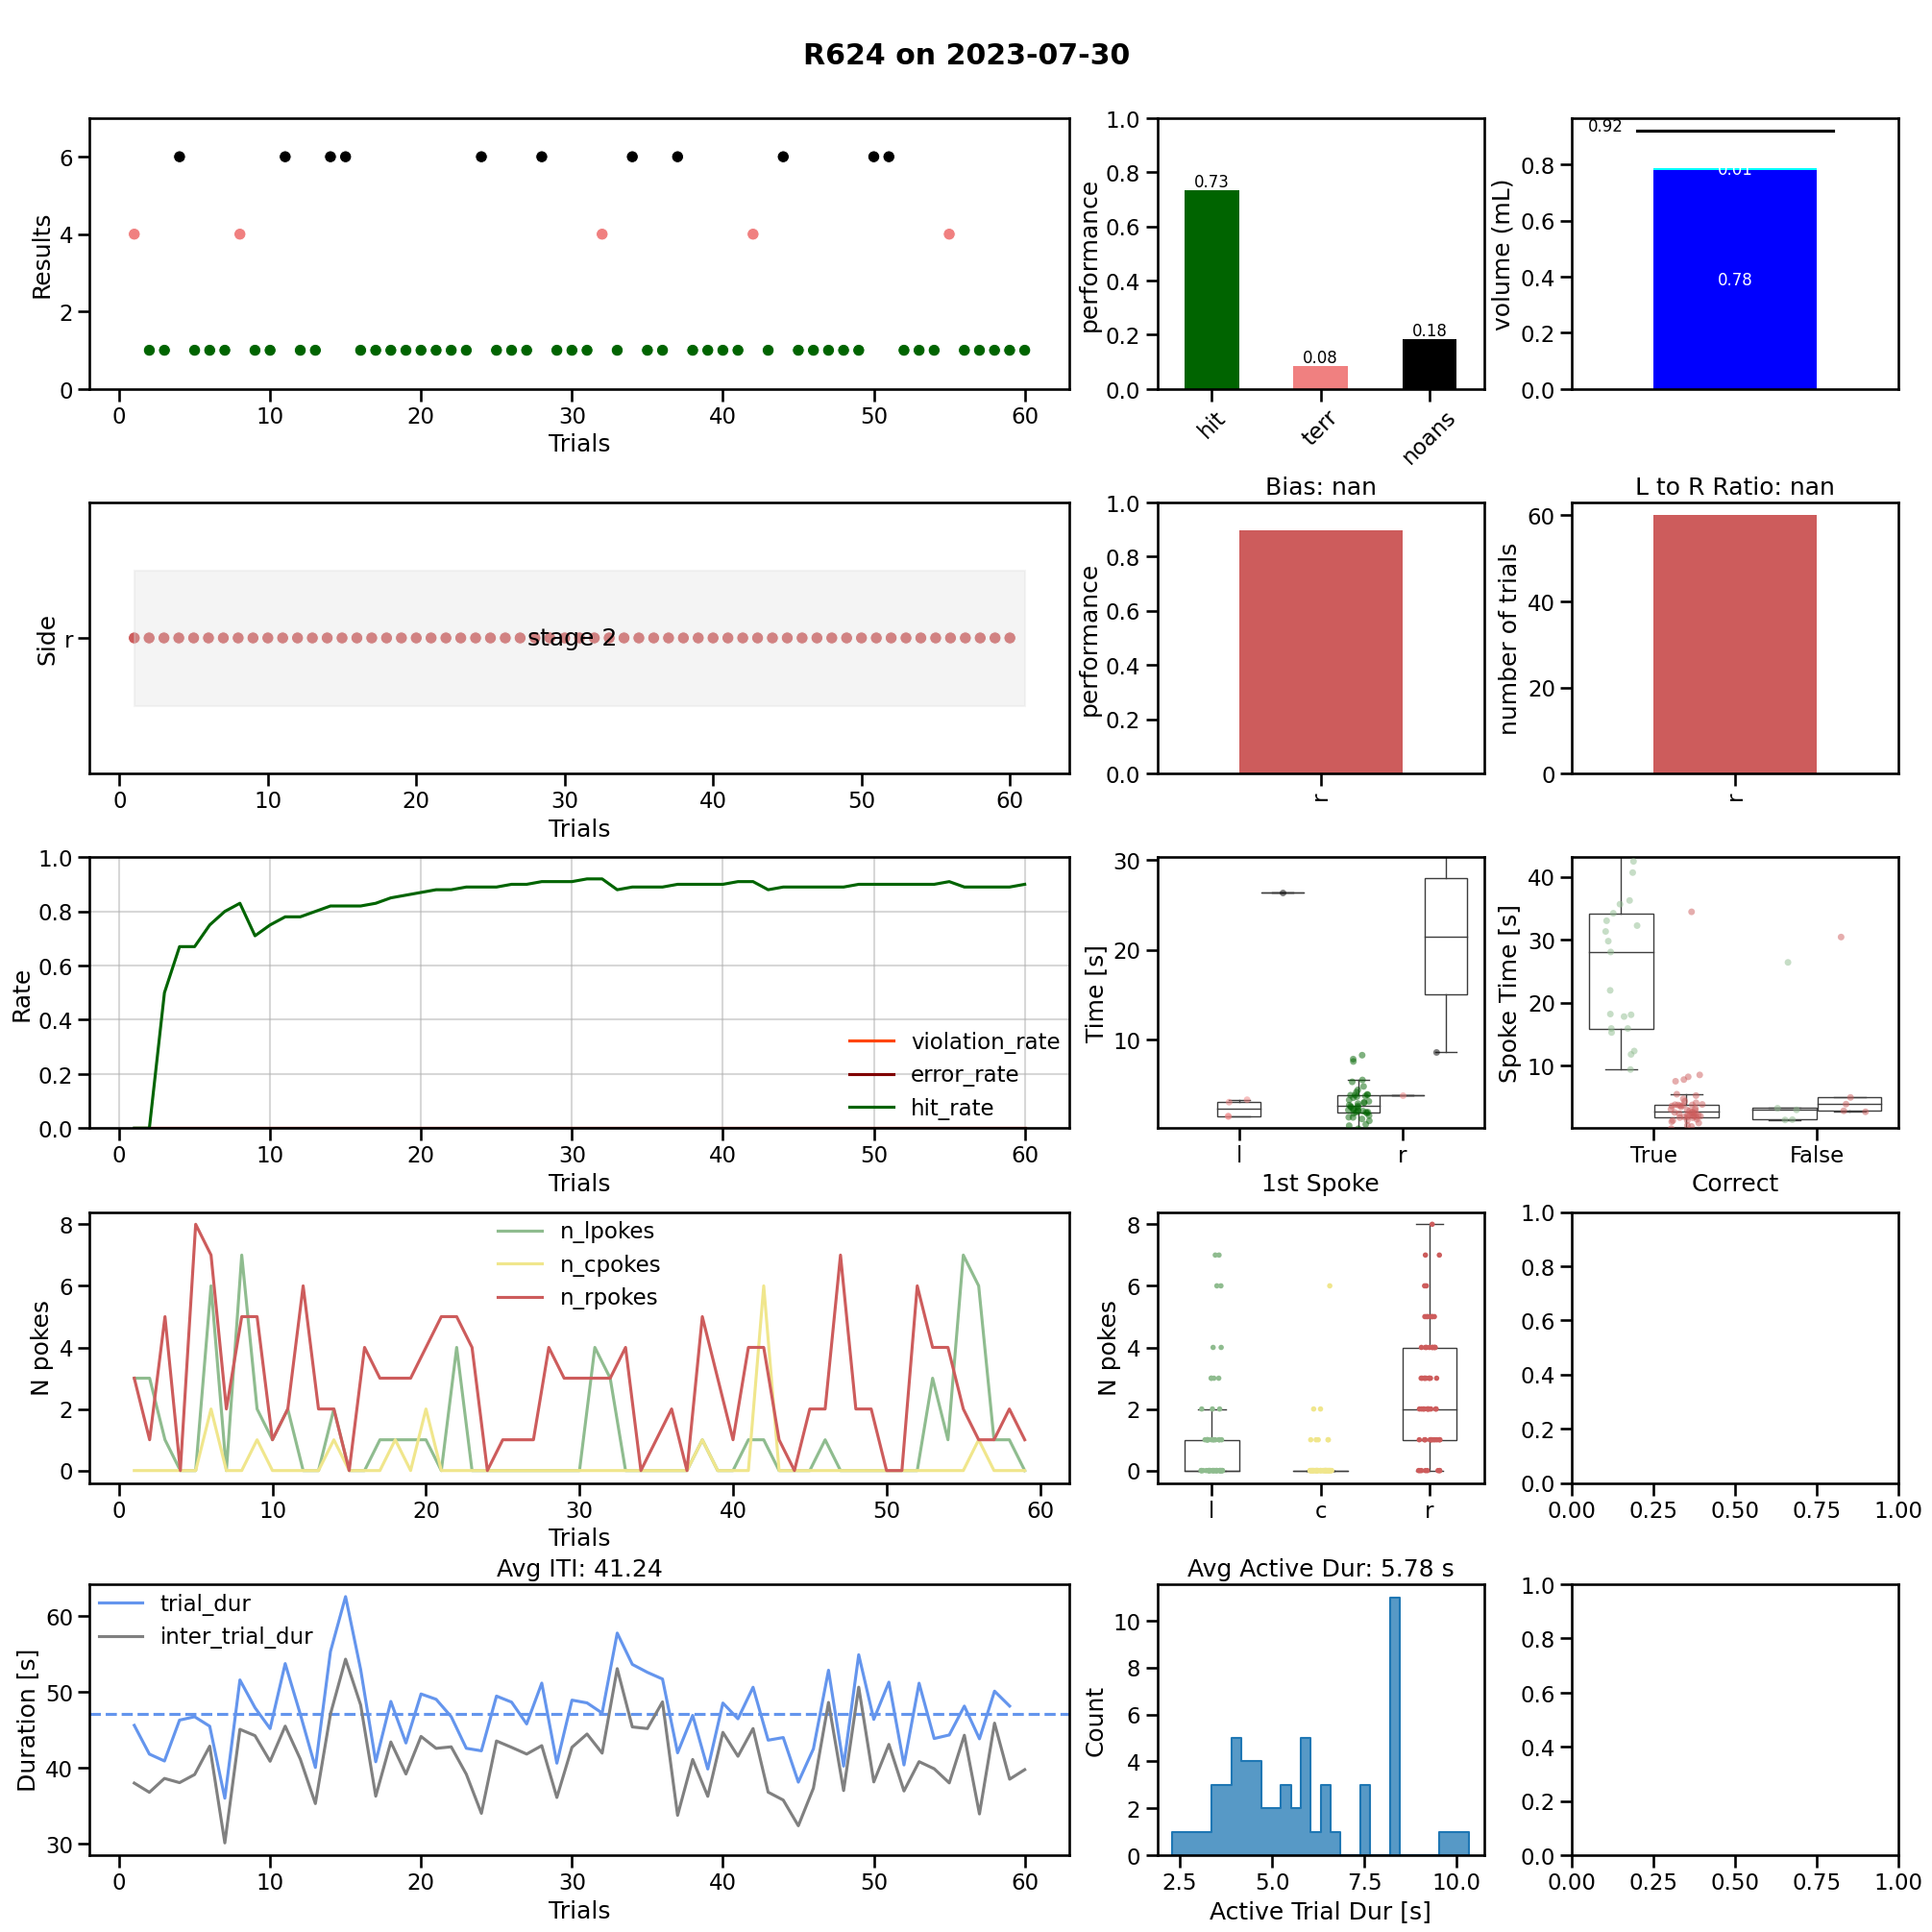 R624 on 2023-07-30
Results
0
2
4
6
0 10 20 30 40 50 60
Trials
performance
0.0
0.2
0.4
0.6
0.8
1.0
0.73
0.08
0.18
hit
terr
noans
volume (mL)
0.0
0.2
0.4
0.6
0.8
0.92
0.78
Side
r
stage 2
0 10 20 30 40 50 60
Trials
Bias: nan
performance
0.0
0.2
0.4
0.6
0.8
1.0
r
L to R Ratio: nan
number of trials
0
20
40
60
r
Rate
0.0
0.2
0.4
0.6
0.8
1.0
violation_rate
error_rate
hit_rate
0 10 20 30 40 50 60
Trials
Time [s]
10
20
30
l r
1st Spoke
Spoke Time [s]
10
20
30
40
True False
Correct
N pokes
0
2
4
6
8
n_lpokes
n_cpokes
n_rpokes
0 10 20 30 40 50 60
Trials
N pokes
0
2
4
6
8
l c r
0.0
0.2
0.4
0.6
0.8
1.0
0.00 0.25 0.50 0.75 1.00
Avg ITI: 41.24
Duration [s]
30
40
50
60
trial_dur
inter_trial_dur
0 10 20 30 40 50 60
Trials
Avg Active Dur: 5.78 s
Count
0
2
4
6
8
10
2.5 5.0 7.5 10.0
Active Trial Dur [s]
0.0
0.2
0.4
0.6
0.8
1.0
0.00 0.25 0.50 0.75 1.00